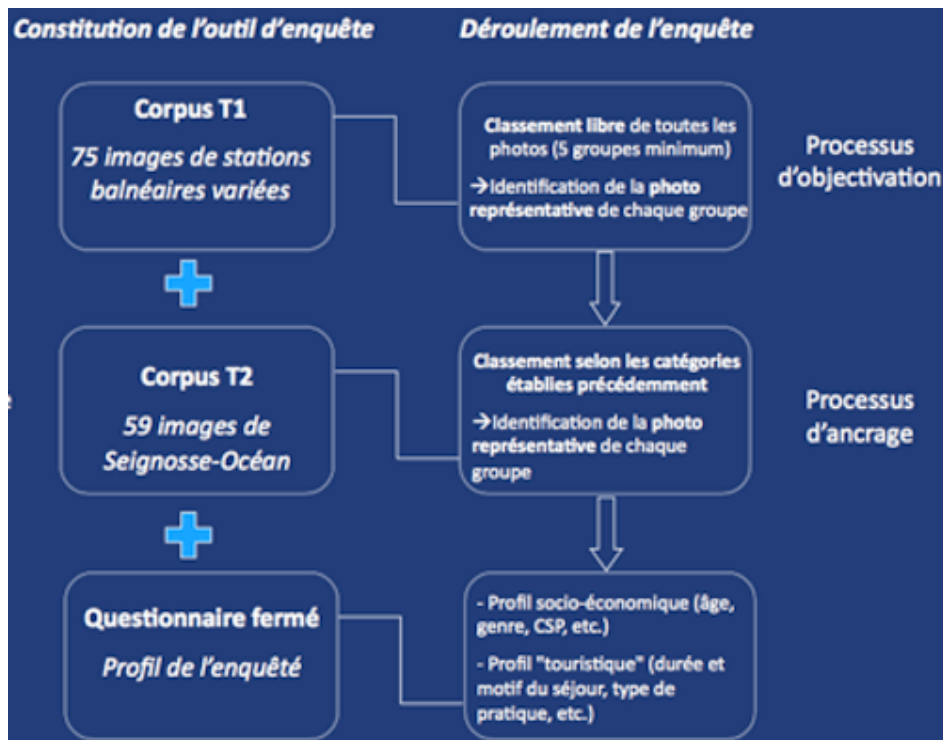 Constitution de l'outil d'enquête
Déroulement de l'enquête
Corpus T1
75 images de stations
balnéaires variées
Classement libre de toutes les
photos (5 groupes minimum)
→Identification de la photo
représentative de chaque groupe
Processus
d'objectivation
Corpus T2
59 images de
Seignosse-Océan
Classement selon les catégories
établies précédemment
→Identification de la photo
représentative de chaque
groupe
Processus
d'ancrage
Questionnaire fermé
Profil de l'enquêté
- Profil socio-économique (âge,
genre, CSP, etc.)
- Profil "touristique" (durée et
motif du séjour, type de
pratique, etc.)